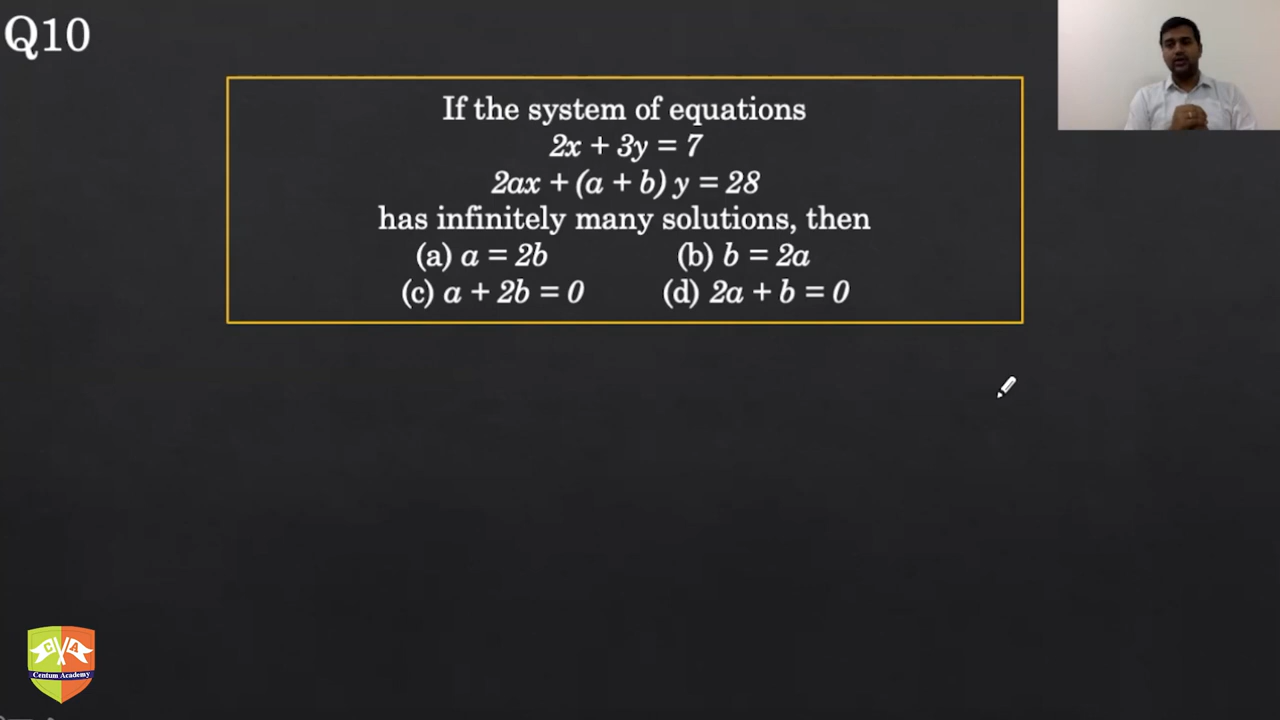 Q10
If the system of equations
2x + 3y = 7
2ax + (a + b) y = 28
has infinitely many solutions, then
(a) a = 2b (b) b = 2a
(c) a + 2b = 0 (d) 2a + b = 0
C A
Centum Academy